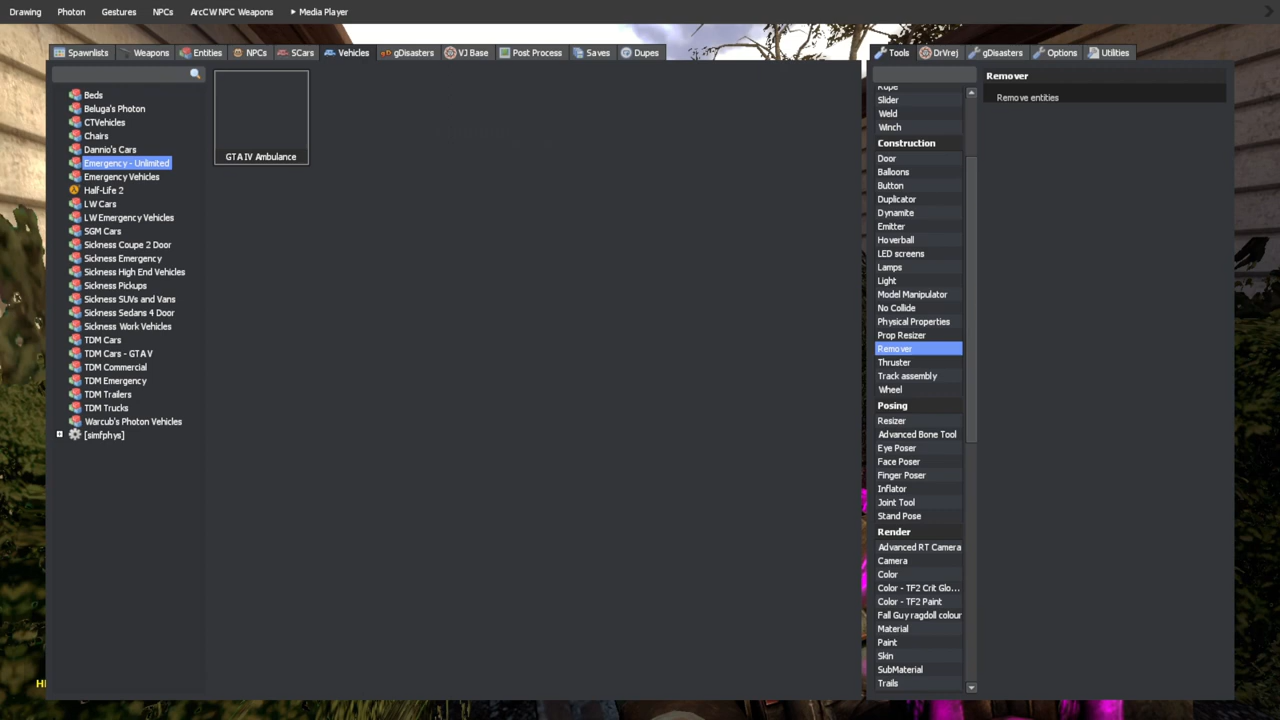 Drawing Photon Gestures NPCs ArcCW NPC Weapons Media Player
Spawnlists Weapons Entities NPCs SCars Vehicles gDisasters VJ Base Post Process Saves Dupes
Tools DrVrej gDisasters Options Utilities
Beds
Beluga's Photon
CTVehicles
Chairs
Dannio's Cars
Emergency - Unlimited
Emergency Vehicles
Half-Life 2
LW Cars
LW Emergency Vehicles
SGM Cars
Sickness Coupe 2 Door
Sickness Emergency
Sickness High End Vehicles
Sickness Pickups
Sickness SUVs and Vans
Sickness Sedans 4 Door
Sickness Work Vehicles
TDM Cars
TDM Cars - GTAV
TDM Commercial
TDM Emergency
TDM Trailers
TDM Trucks
Warcub's Photon Vehicles
[simfphys]
GTA IV Ambulance
Rope
Slider
Weld
Winch
Construction
Door
Balloons
Button
Duplicator
Dynamite
Emitter
Hoverball
LED screens
Lamps
Light
Model Manipulator
No Collide
Physical Properties
Prop Resizer
Remover
Thruster
Track assembly
Wheel
Posing
Resizer
Advanced Bone Tool
Eye Poser
Face Poser
Finger Poser
Inflator
Joint Tool
Stand Pose
Render
Advanced RT Camera
Camera
Color
Color - TF2 Crit Glo...
Color - TF2 Paint
Fall Guy ragdoll colour
Material
Paint
Skin
SubMaterial
Trails
Remover
Remove entities